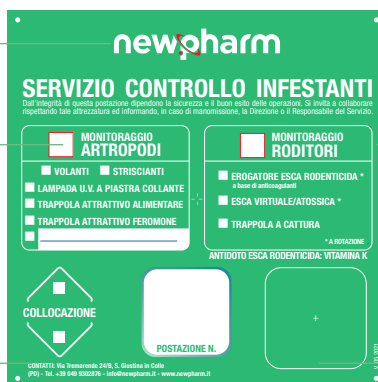 newpharm
SERVIZIO CONTROLLO INFESTANTI
Dall'integrità di questa postazione dipendono la sicurezza e il buon esito delle operazioni. Si invita a collaborare
rispettando tale attrezzatura ed informando, in caso di manomissione, la Direzione o il Responsabile del Servizio.
MONITORAGGIO
ARTROPODI
VOLANTI STRISCIANTI
LAMPADA U.V. A PIASTRA COLLANTE
TRAPPOLA ATTRATTIVO ALIMENTARE
TRAPPOLA ATTRATTIVO FEROMONE
MONITORAGGIO
RODITORI
EROGATORE ESCA RODENTICIDA *
a base di anticoagulanti
ESCA VIRTUALE/ATOSSICA *
TRAPPOLA A CATTURA
* A ROTAZIONE
ANTIDOTO ESCA RODENTICIDA: VITAMINA K
COLLOCAZIONE
POSTAZIONE N.
CONTATTI: Via Tremarende 24/B, S. Giustina in Colle
(PD) - Tel. +39 049 9302876 - info@newpharm.it - www.newpharm.it
V. 05 2021